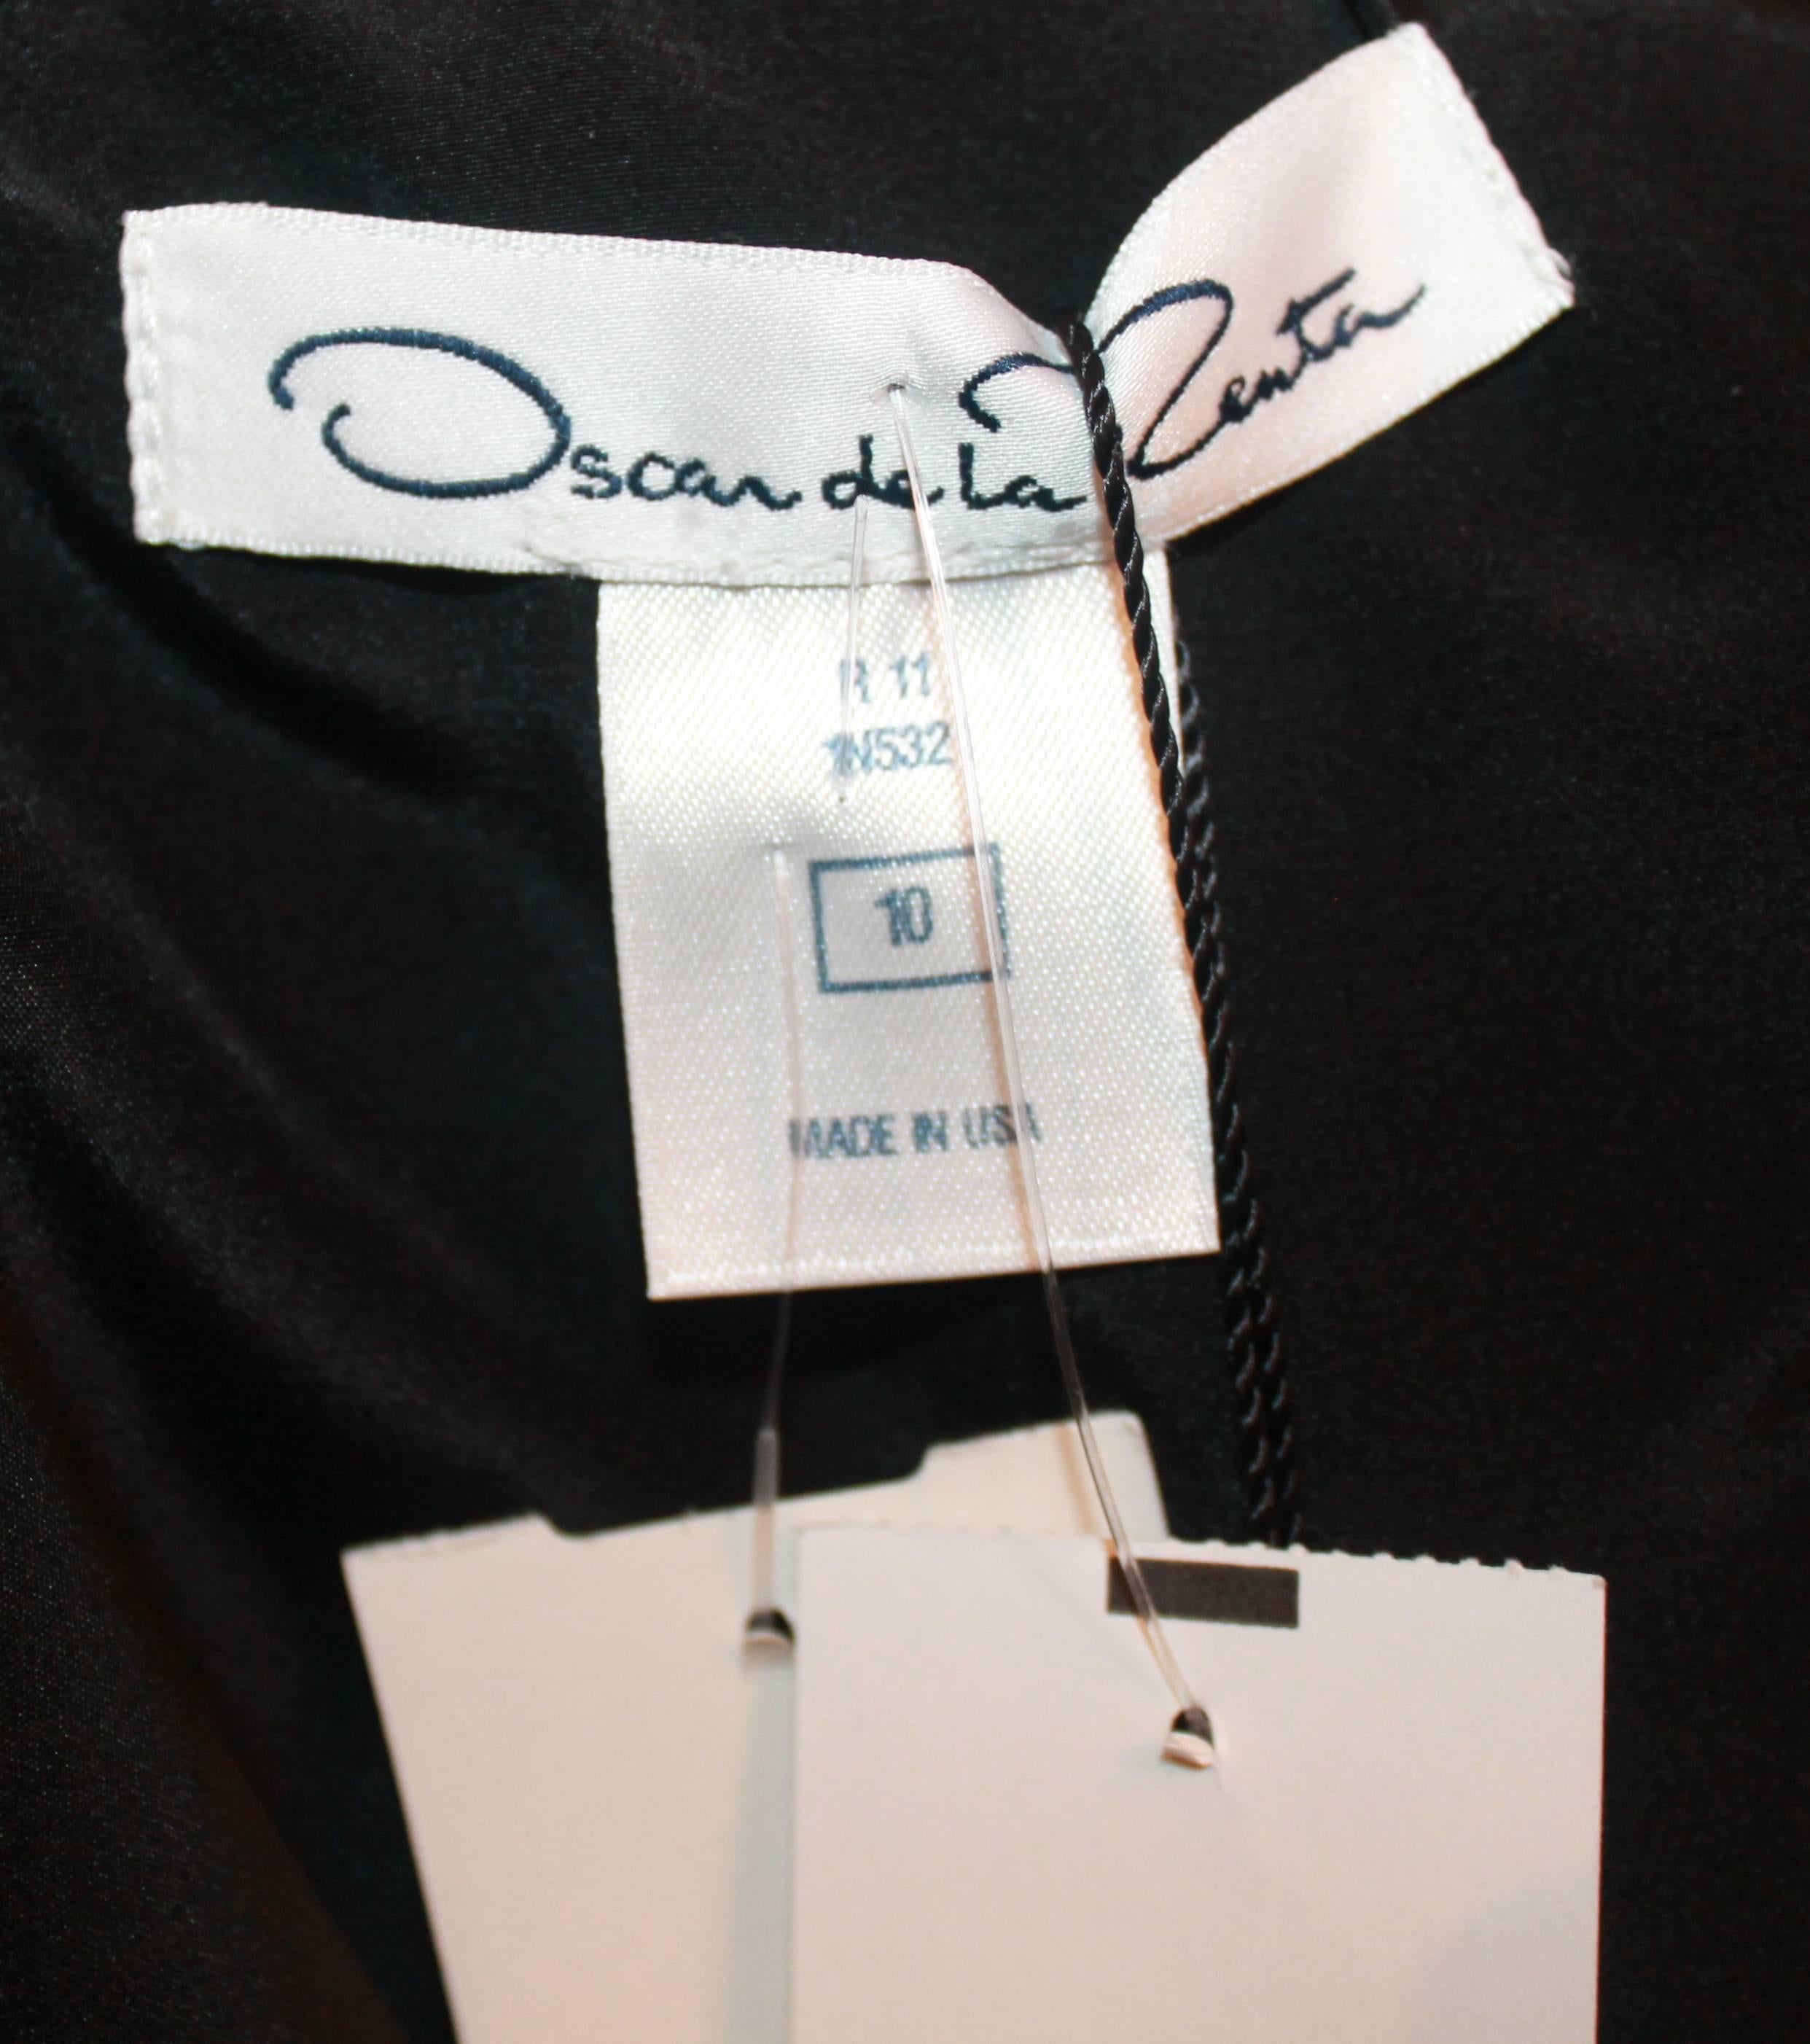 Oscar de la Renta
R 11
1N532
10
MADE IN USA